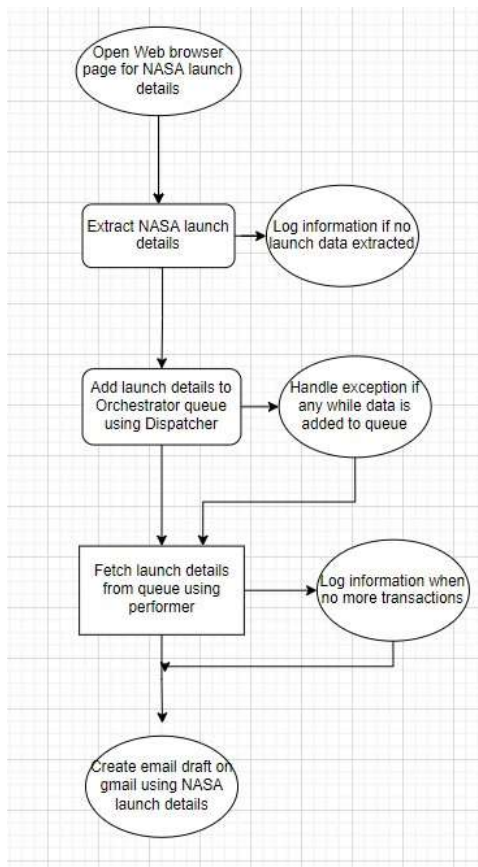 Open Web browser
page for NASA launch
details
Extract NASA launch
details
Log information if no
launch data extracted
Add launch details to
Orchestrator queue
using Dispatcher
Handle exception if
any while data is
added to queue
Fetch launch details
from queue using
performer
Log information when
no more transactions
Create email draft on
gmail using NASA
launch details